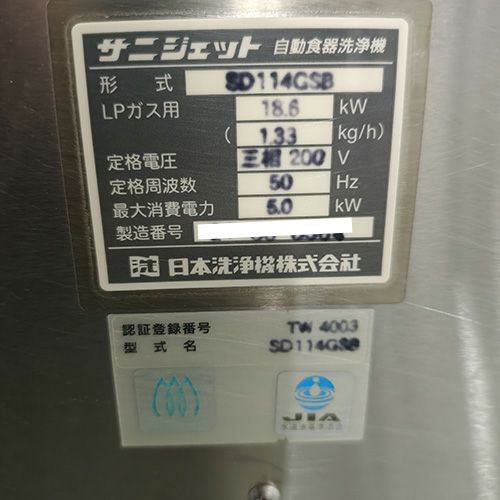 サニジェット 自動食器洗浄機
形 式 SD114GSB
LPガス用 18.6 kW
( 1.33 kg/h)
定格電圧 三相 200 V
定格周波数 50 Hz
最大消費電力 5.0 kW
製造番号
日本洗浄機株式会社
認証登録番号 TW 4003
型式名 SD114GSB
JIA